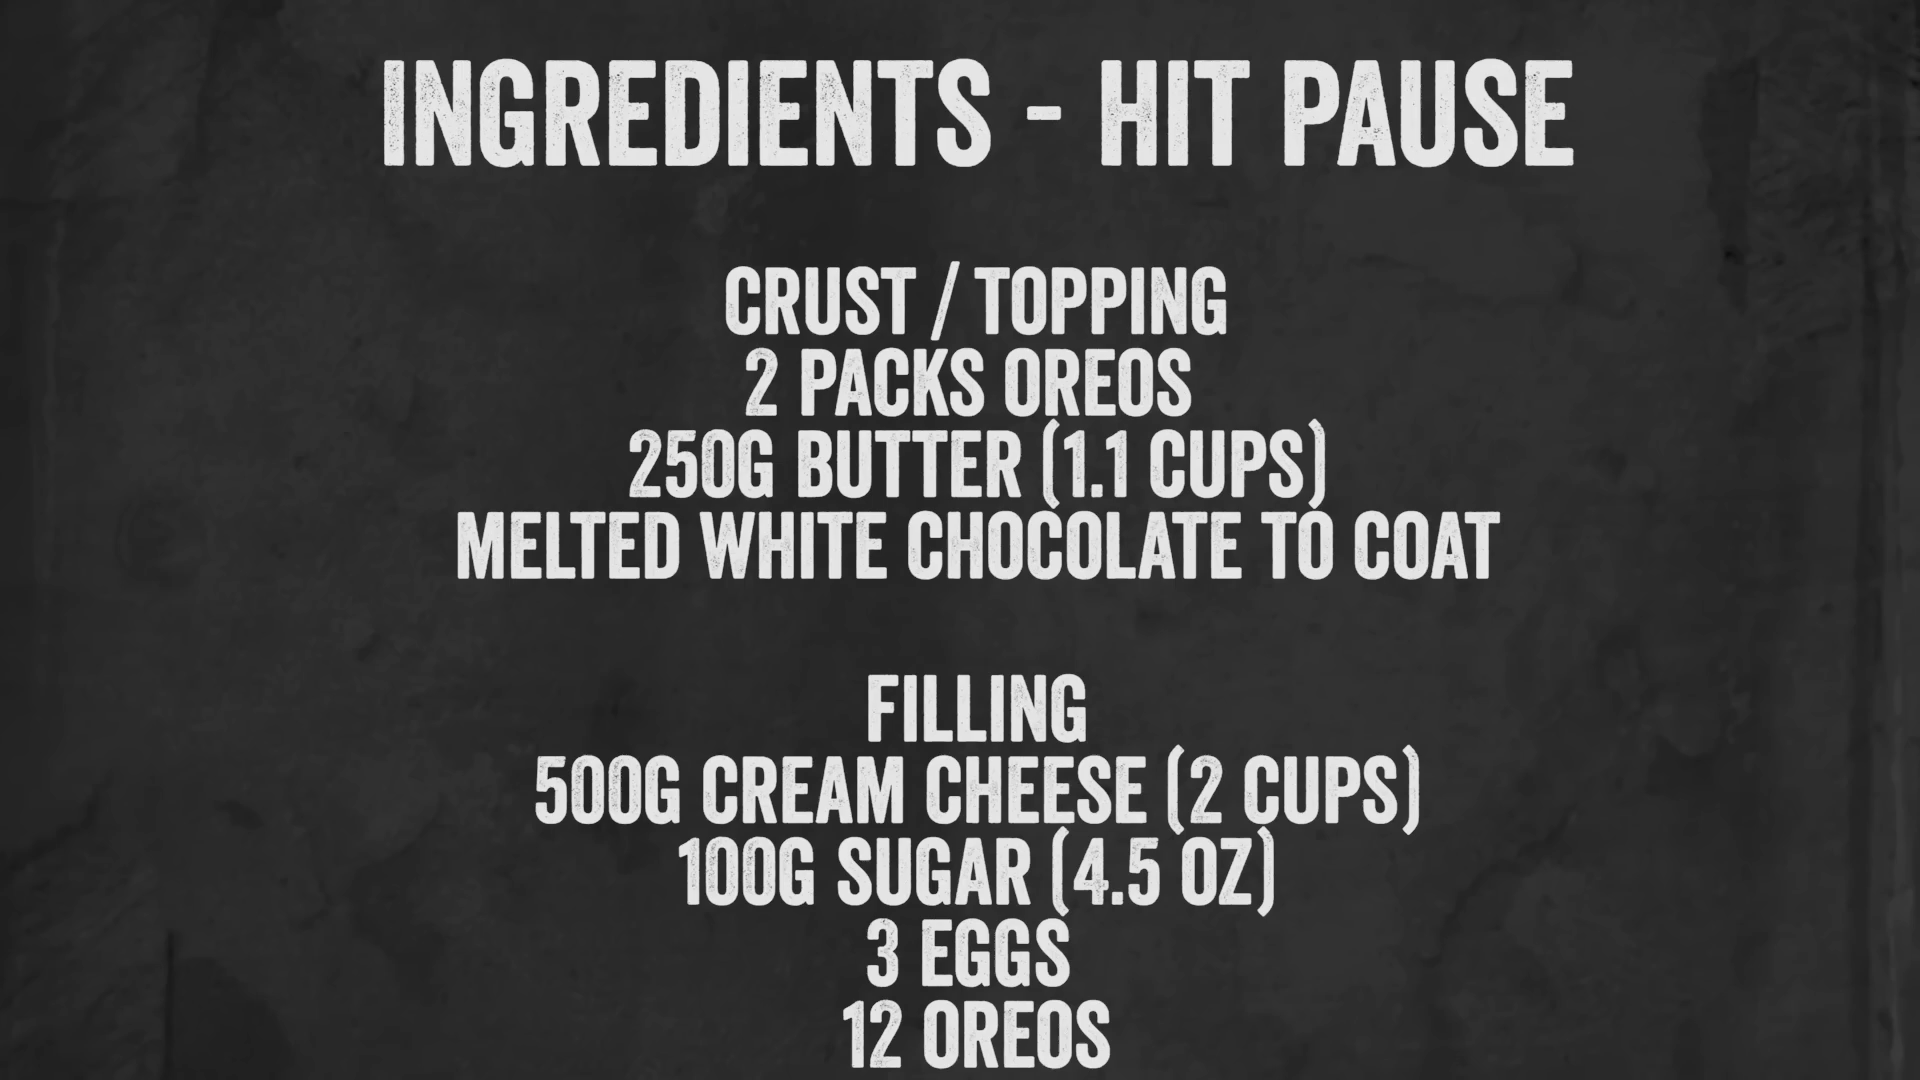 INGREDIENTS - HIT PAUSE
CRUST / TOPPING
2 PACKS OREOS
250G BUTTER (1.1 CUPS)
MELTED WHITE CHOCOLATE TO COAT
FILLING
500G CREAM CHEESE (2 CUPS)
100G SUGAR (4.5 OZ)
3 EGGS
12 OREOS